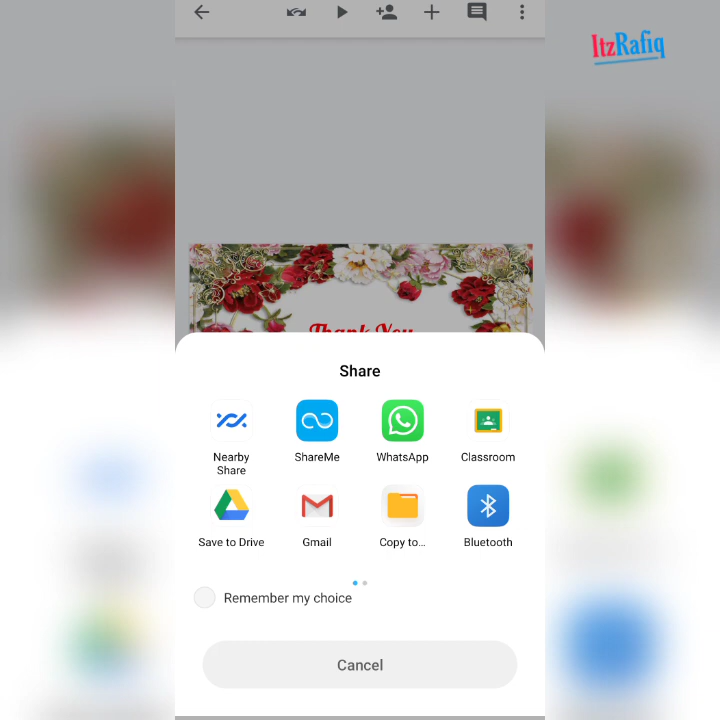 ItzRafiq
Thank You
Share
Nearby Share
ShareMe
WhatsApp
Classroom
Save to Drive
Gmail
Copy to...
Bluetooth
Remember my choice
Cancel